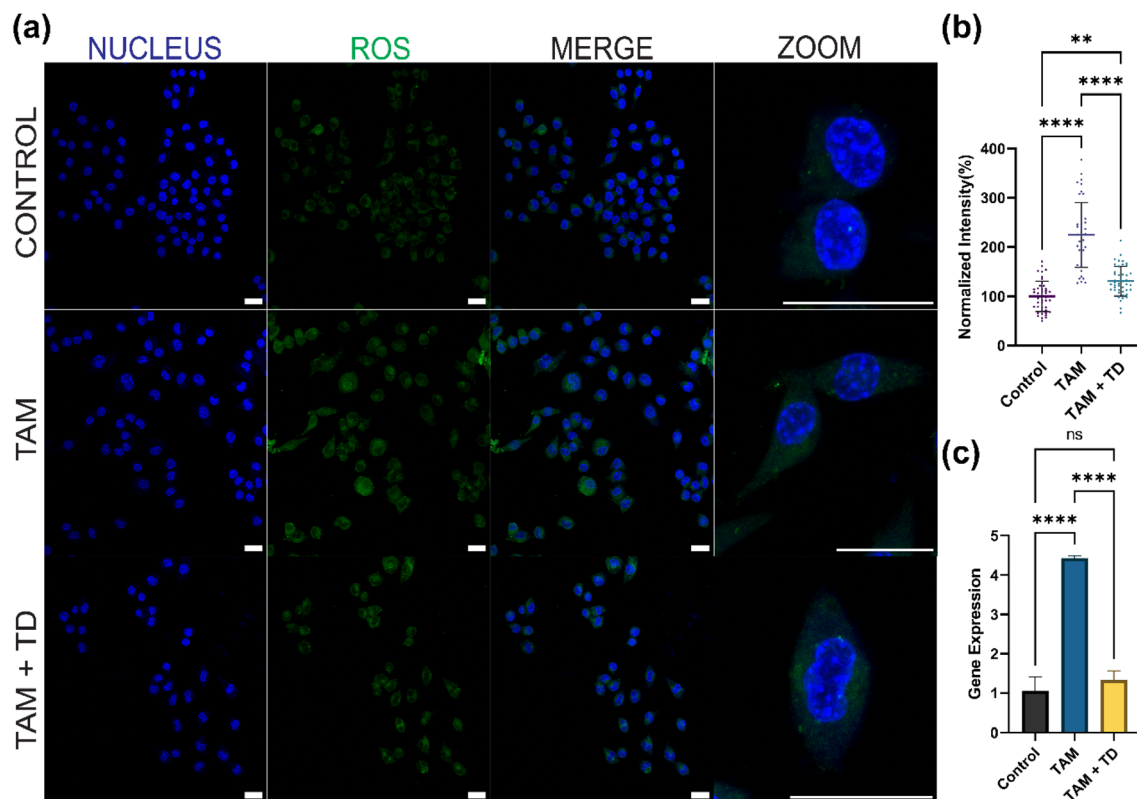 (a)
NUCLEUS ROS MERGE ZOOM
CONTROL
TAM
TAM + TD
(b)
**
****
****
Normalized Intensity(%)
400
300
200
100
0
Control TAM TAM + TD
(c)
ns
****
****
Gene Expression
5
4
3
2
1
0
Control TAM TAM + TD